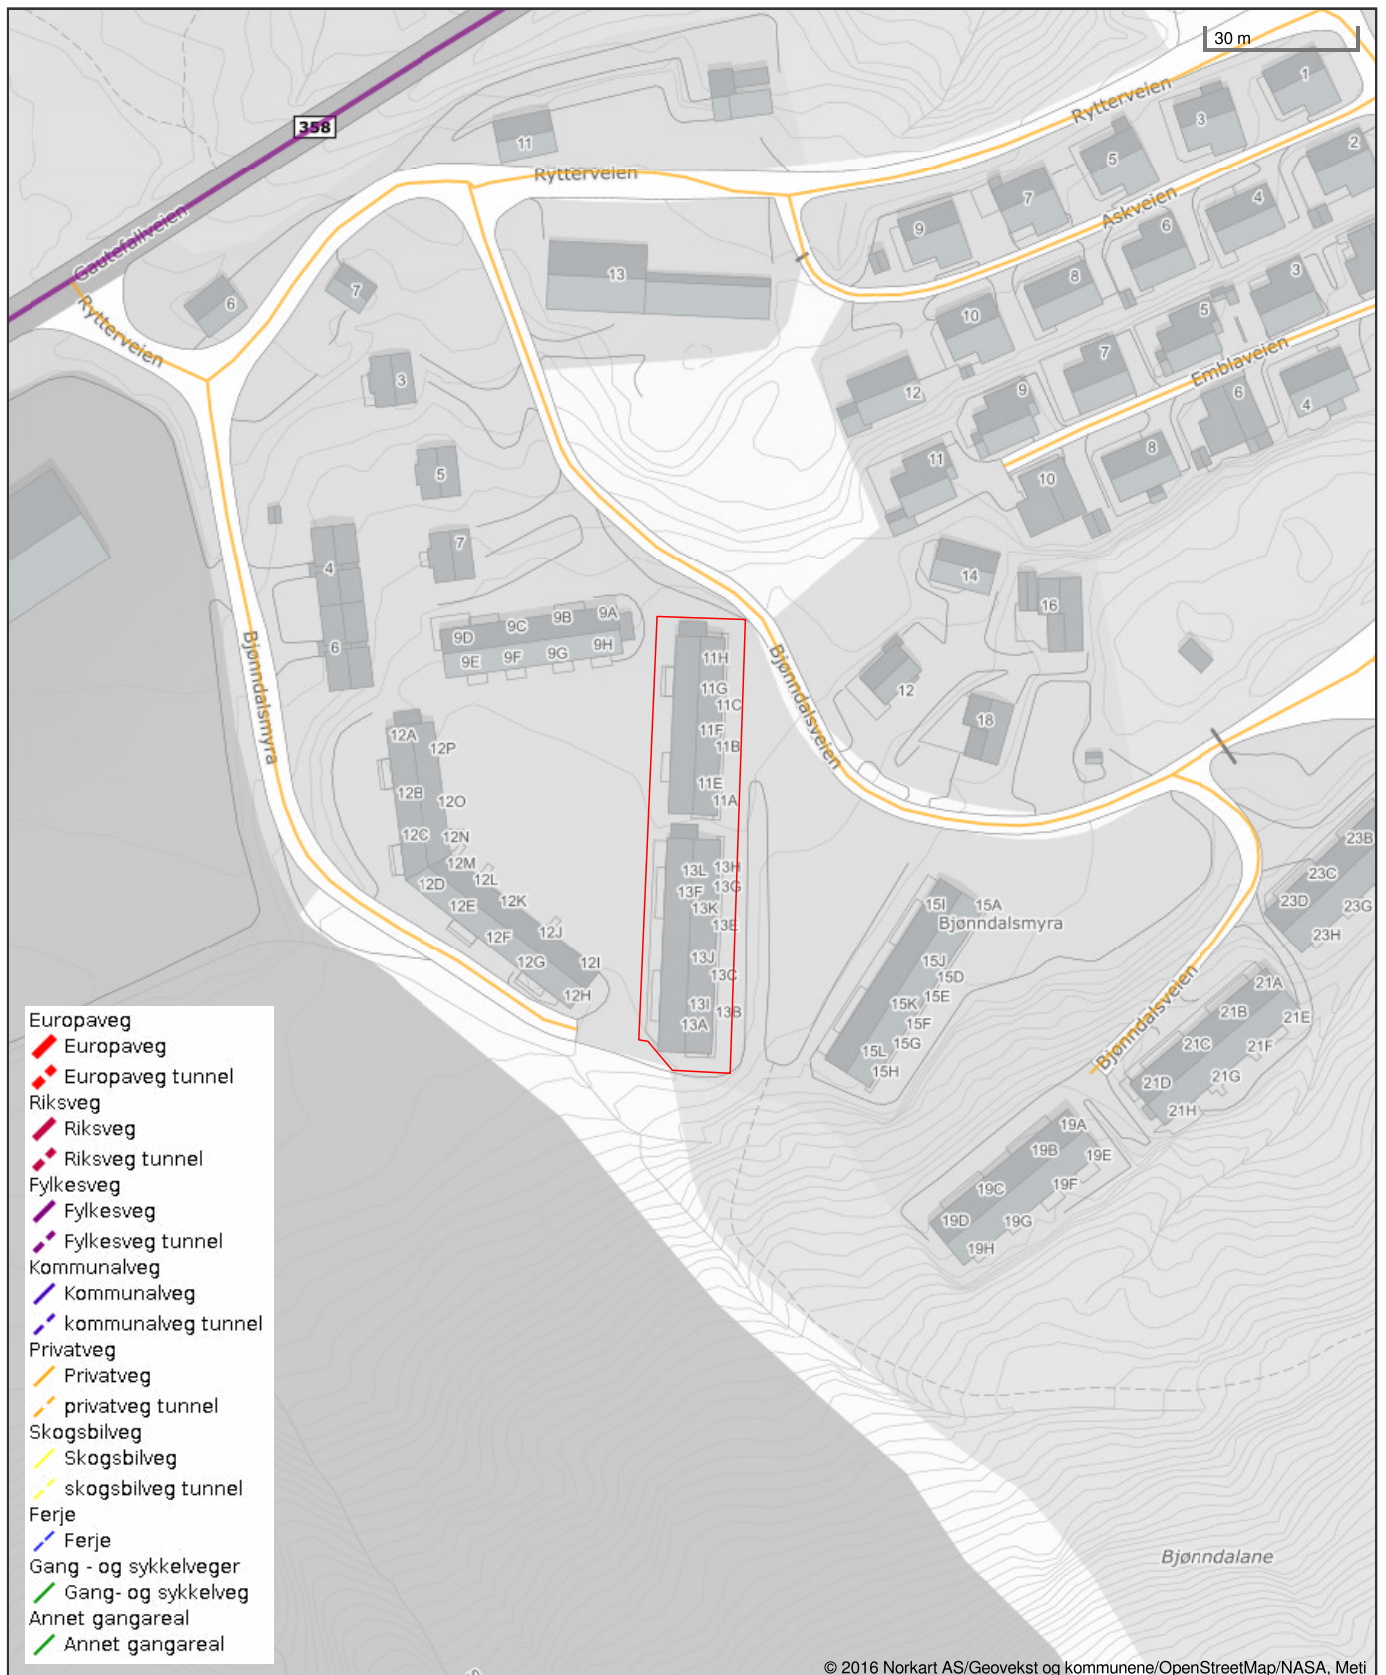 30 m
358
Gautefallveien
Rytterveien
Rytterveien
Rytterveien
Askveien
Emblaveien
Bjønndalsmyra
Bjønndalsveien
Bjønndalsmyra
Bjønndalsveien
Bjønndalane
11
13
6
7
3
5
7
4
6
1
3
5
7
9
2
4
6
8
10
12
3
5
7
9
11
4
6
8
10
14
16
12
18
9A
9B
9C
9D
9E
9F
9G
9H
11H
11G
11C
11F
11B
11E
11A
12A
12P
12B
12O
12C
12N
12M
12D
12L
12E
12K
12F
12J
12G
12I
12H
13L
13H
13F
13G
13K
13E
13J
13C
13I
13B
13A
15I
15A
15J
15D
15K
15E
15F
15L
15G
15H
23B
23C
23D
23G
23H
21A
21B
21E
21C
21F
21D
21G
21H
19A
19B
19E
19C
19F
19D
19G
19H
Europaveg
Europaveg
Europaveg tunnel
Riksveg
Riksveg
Riksveg tunnel
Fylkesveg
Fylkesveg
Fylkesveg tunnel
Kommunalveg
Kommunalveg
kommunalveg tunnel
Privatveg
Privatveg
privatveg tunnel
Skogsbilveg
Skogsbilveg
skogsbilveg tunnel
Ferje
Ferje
Gang - og sykkelveger
Gang- og sykkelveg
Annet gangareal
Annet gangareal
© 2016 Norkart AS/Geovekst og kommunene/OpenStreetMap/NASA, Meti